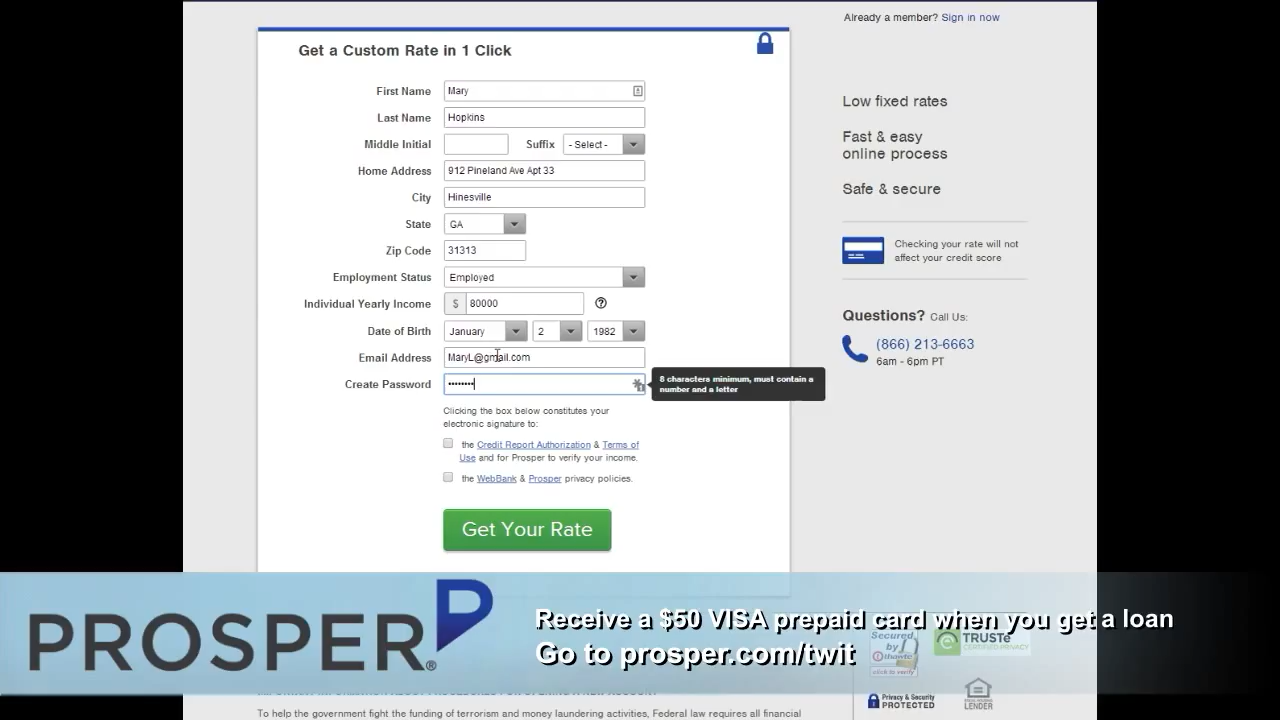 Already a member? Sign in now
Get a Custom Rate in 1 Click
First Name Mary
Last Name Hopkins
Middle Initial Suffix - Select -
Home Address 912 Pineland Ave Apt 33
City Hinesville
State GA
Zip Code 31313
Employment Status Employed
Individual Yearly Income $ 80000 ?
Date of Birth January 2 1982
Email Address MaryL@gmail.com
Create Password ••••••••
8 characters minimum, must contain a
number and a letter
Clicking the box below constitutes your
electronic signature to:
the Credit Report Authorization & Terms of
Use and for Prosper to verify your income.
the WebBank & Prosper privacy policies.
Get Your Rate
Low fixed rates
Fast & easy
online process
Safe & secure
Checking your rate will not
affect your credit score
Questions? Call Us:
(866) 213-6663
6am - 6pm PT
PROSPER®
Receive a $50 VISA prepaid card when you get a loan
Go to prosper.com/twit
Secured
by
thawte
click to verify
TRUSTe
CERTIFIED PRIVACY
Privacy & Security
PROTECTED
LENDER
To help the government fight the funding of terrorism and money laundering activities, Federal law requires all financial